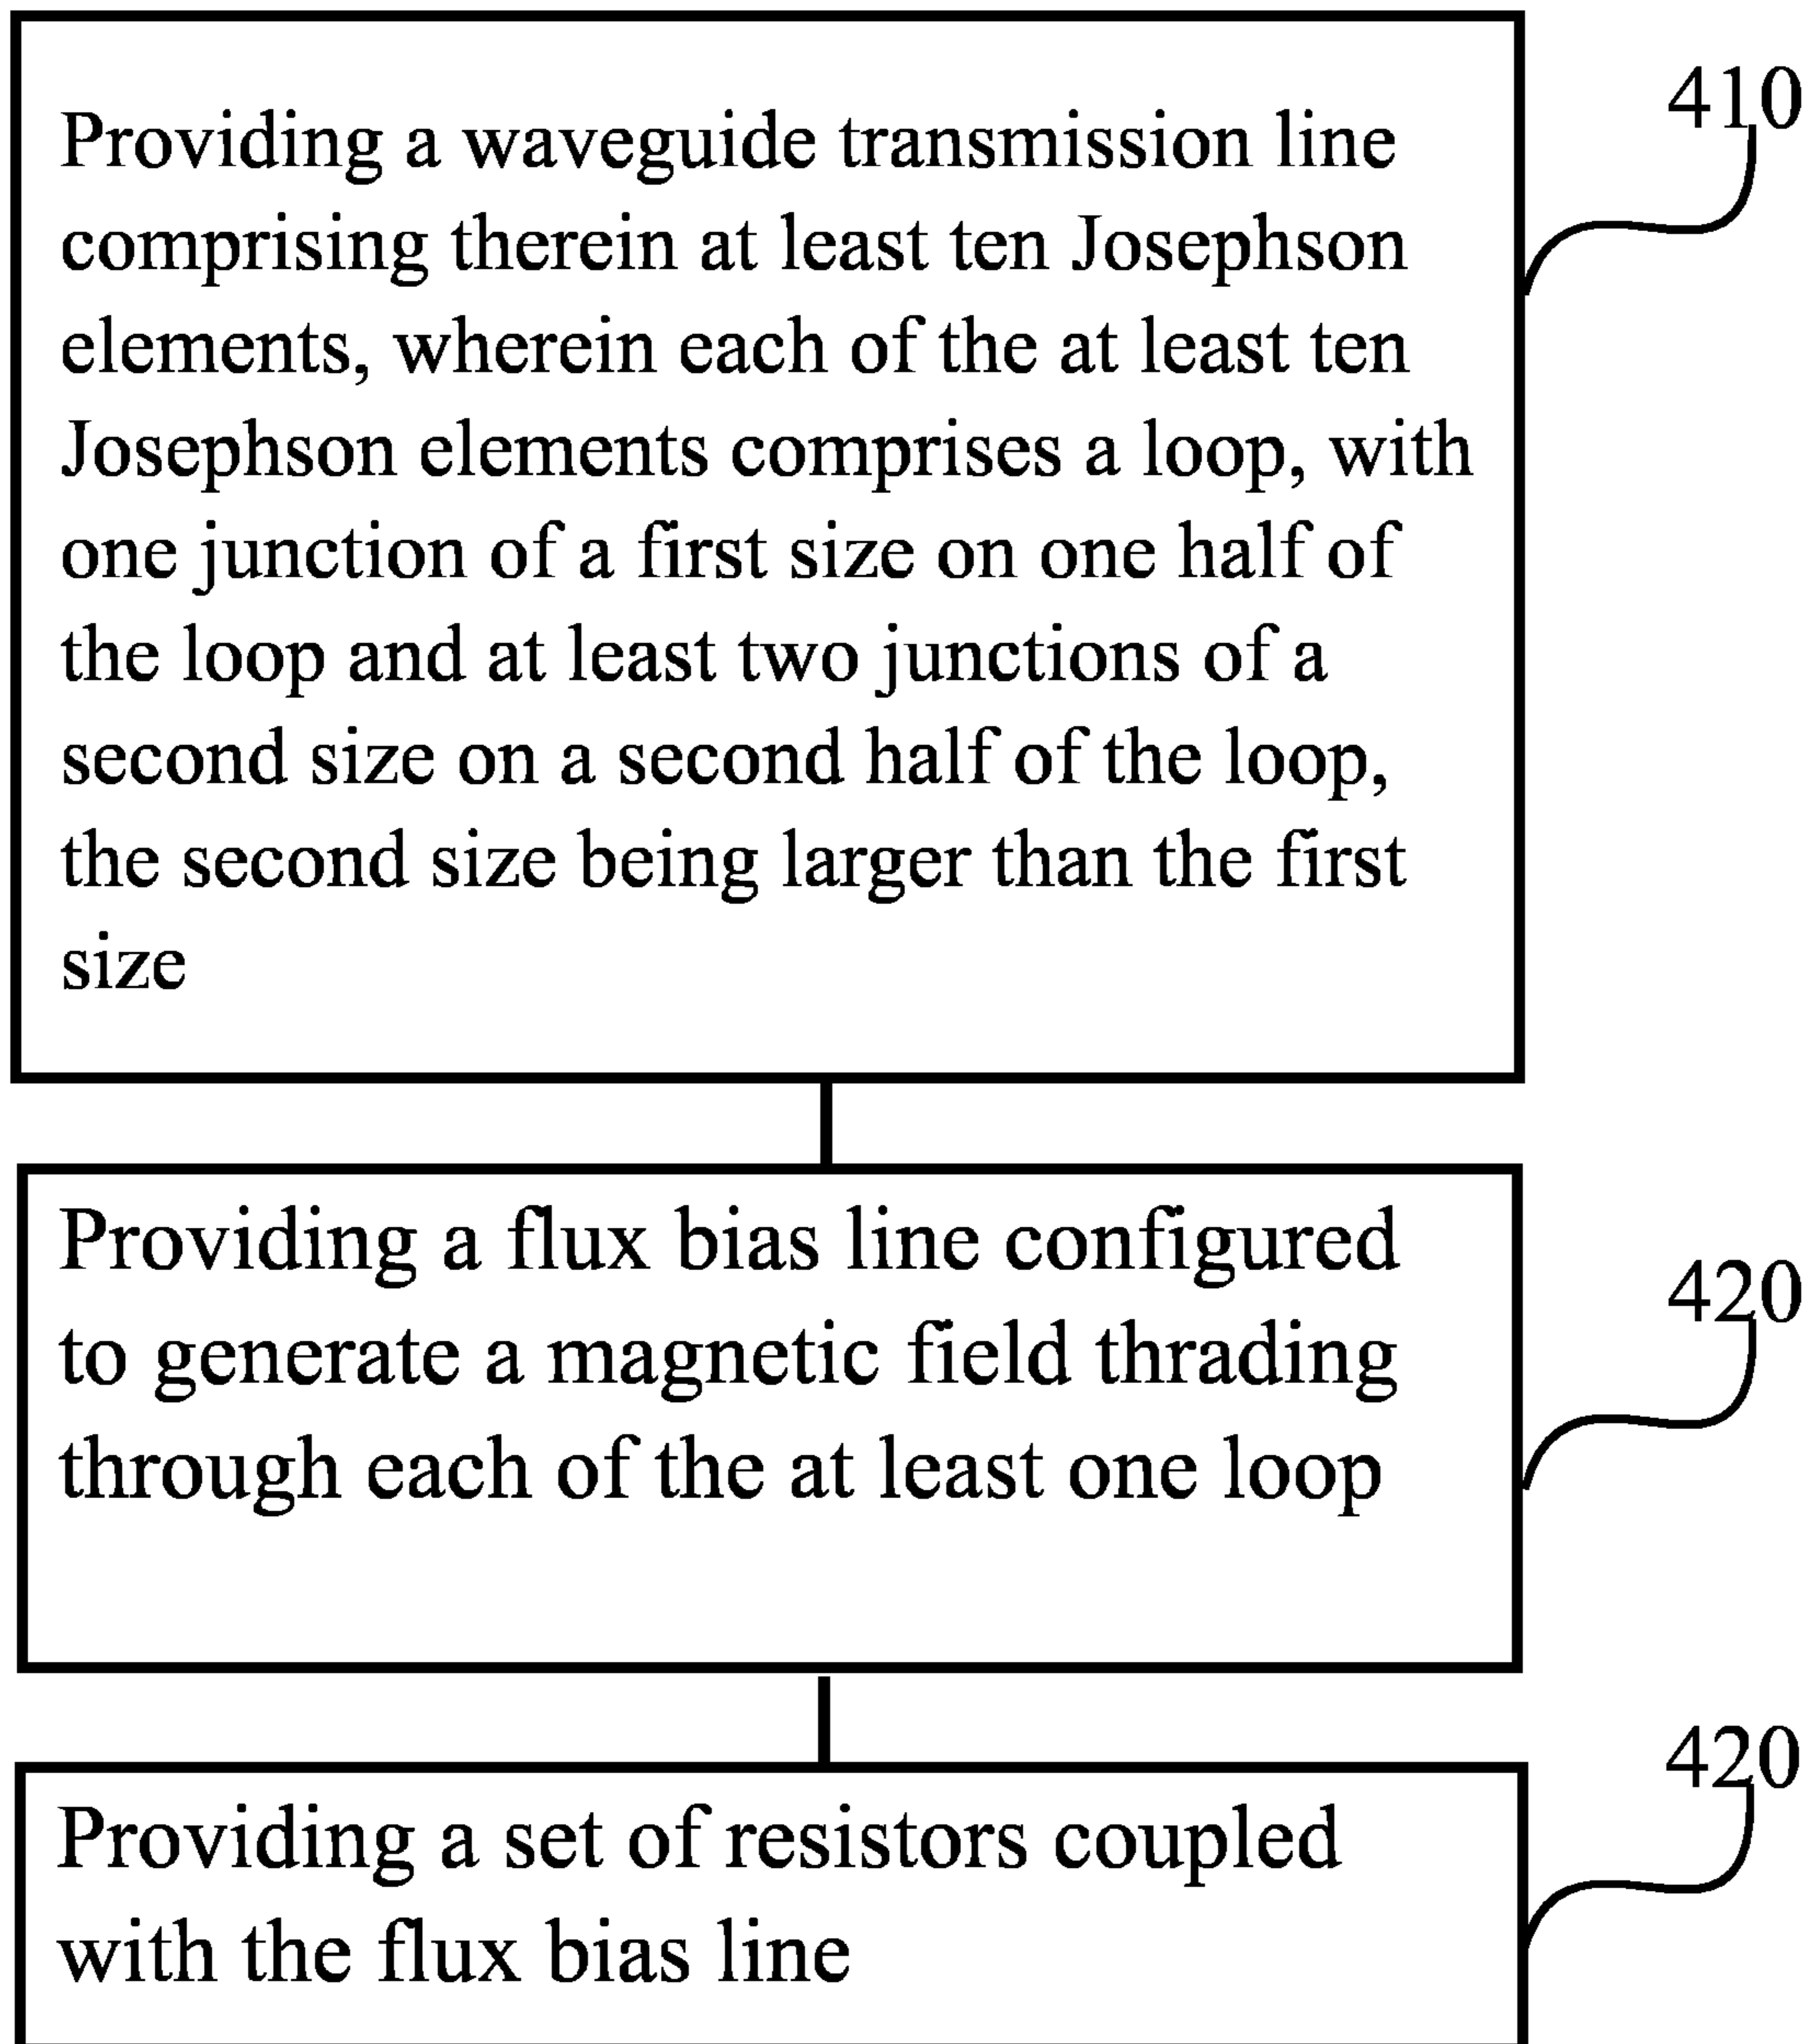 410
Providing a waveguide transmission line
comprising therein at least ten Josephson
elements, wherein each of the at least ten
Josephson elements comprises a loop, with
one junction of a first size on one half of
the loop and at least two junctions of a
second size on a second half of the loop,
the second size being larger than the first
size
420
Providing a flux bias line configured
to generate a magnetic field thrading
through each of the at least one loop
420
Providing a set of resistors coupled
with the flux bias line